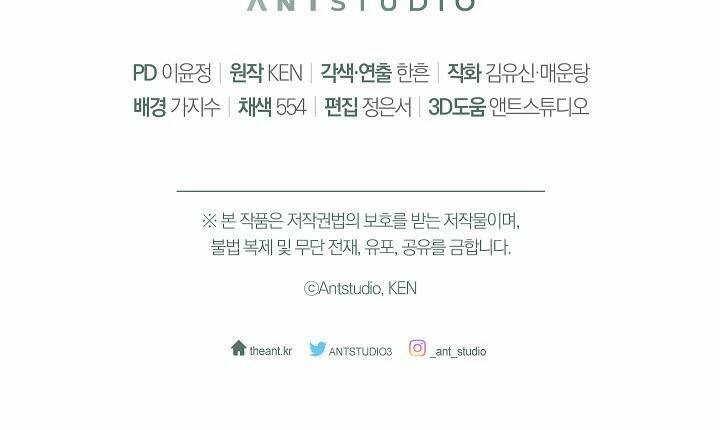 ANTSTUDIO
PD 이윤정 | 원작 KEN | 각색·연출 한흔 | 작화 김유신·매운탕
배경 가지수 | 채색 554 | 편집 정은서 | 3D도움 앤트스튜디오
※ 본 작품은 저작권법의 보호를 받는 저작물이며,
불법 복제 및 무단 전재, 유포, 공유를 금합니다.
ⓒAntstudio, KEN
theant.kr ANTSTUDIO3 _ant_studio